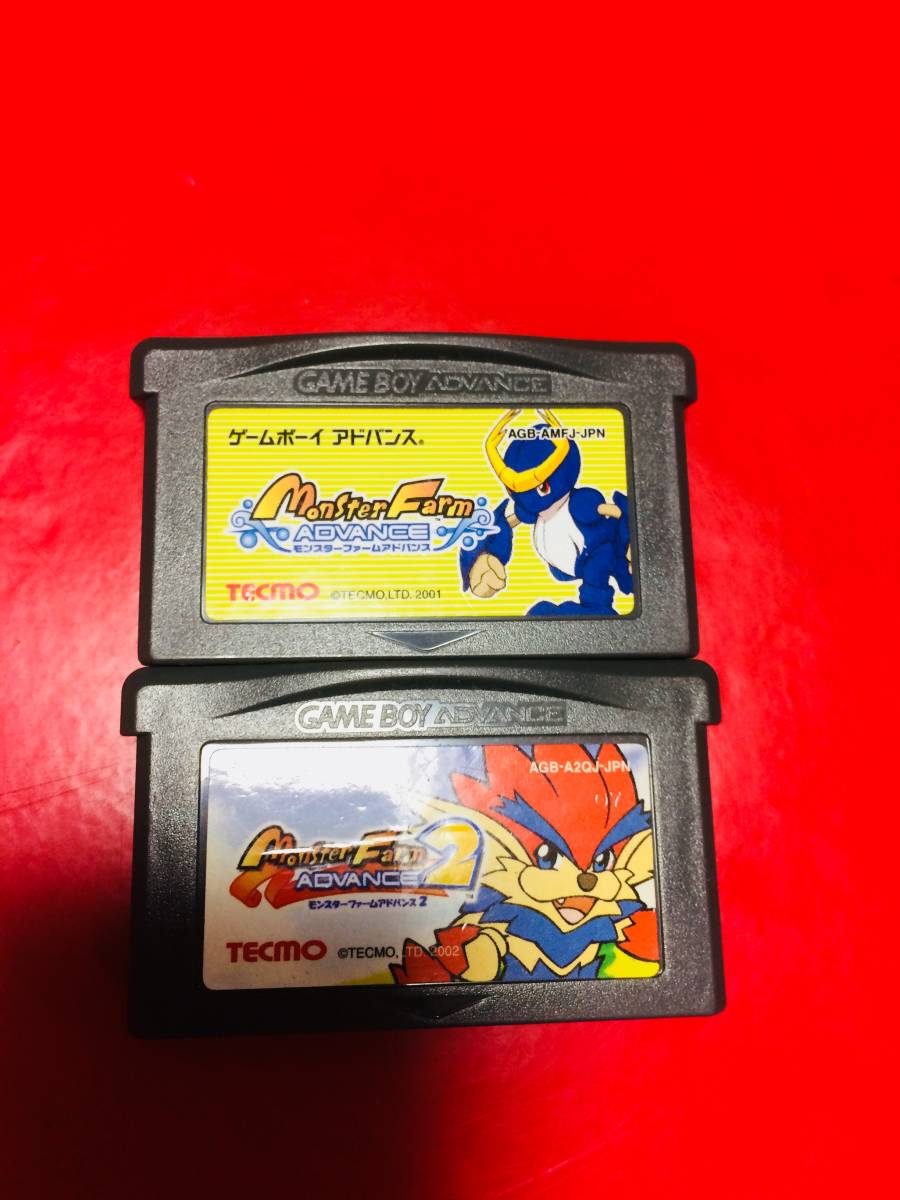 GAME BOY ADVANCE
ゲームボーイ アドバンス®
AGB-AMFJ-JPN
Monster Farm™
ADVANCE
モンスターファームアドバンス
TECMO ©TECMO,LTD. 2001
GAME BOY ADVANCE
AGB-A2QJ-JPN
Monster Farm
ADVANCE 2
モンスターファームアドバンス2
TECMO ©TECMO, LTD. 2002